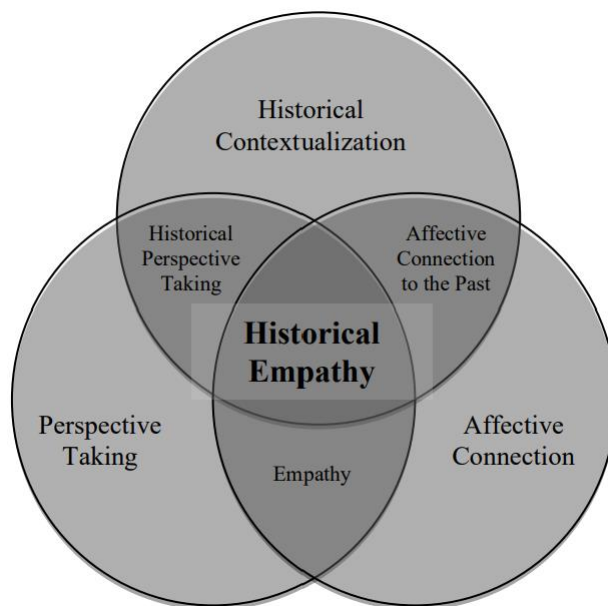 Historical
Contextualization
Historical
Perspective
Taking
Affective
Connection
to the Past
Historical
Empathy
Perspective
Taking
Affective
Connection
Empathy